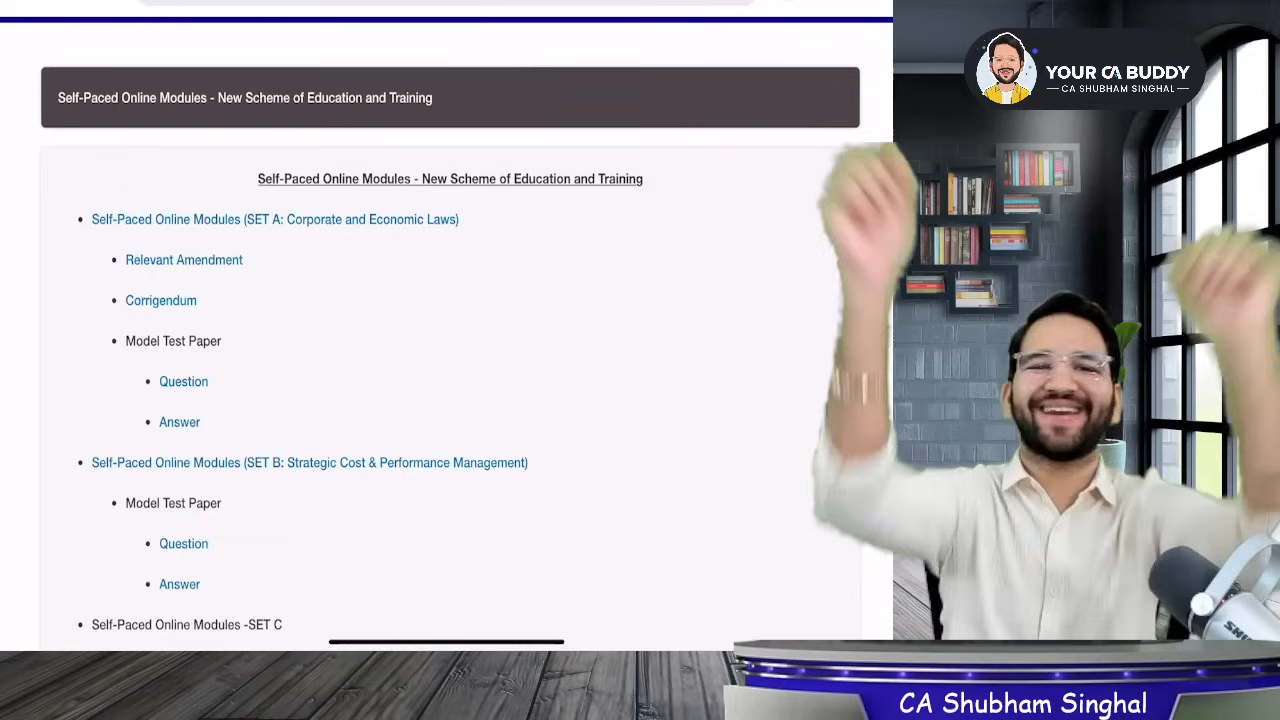 Self-Paced Online Modules - New Scheme of Education and Training
Self-Paced Online Modules - New Scheme of Education and Training
Self-Paced Online Modules (SET A: Corporate and Economic Laws)
Relevant Amendment
Corrigendum
Model Test Paper
Question
Answer
Self-Paced Online Modules (SET B: Strategic Cost & Performance Management)
Model Test Paper
Question
Answer
Self-Paced Online Modules -SET C
YOUR CA BUDDY
CA SHUBHAM SINGHAL
CA Shubham Singhal